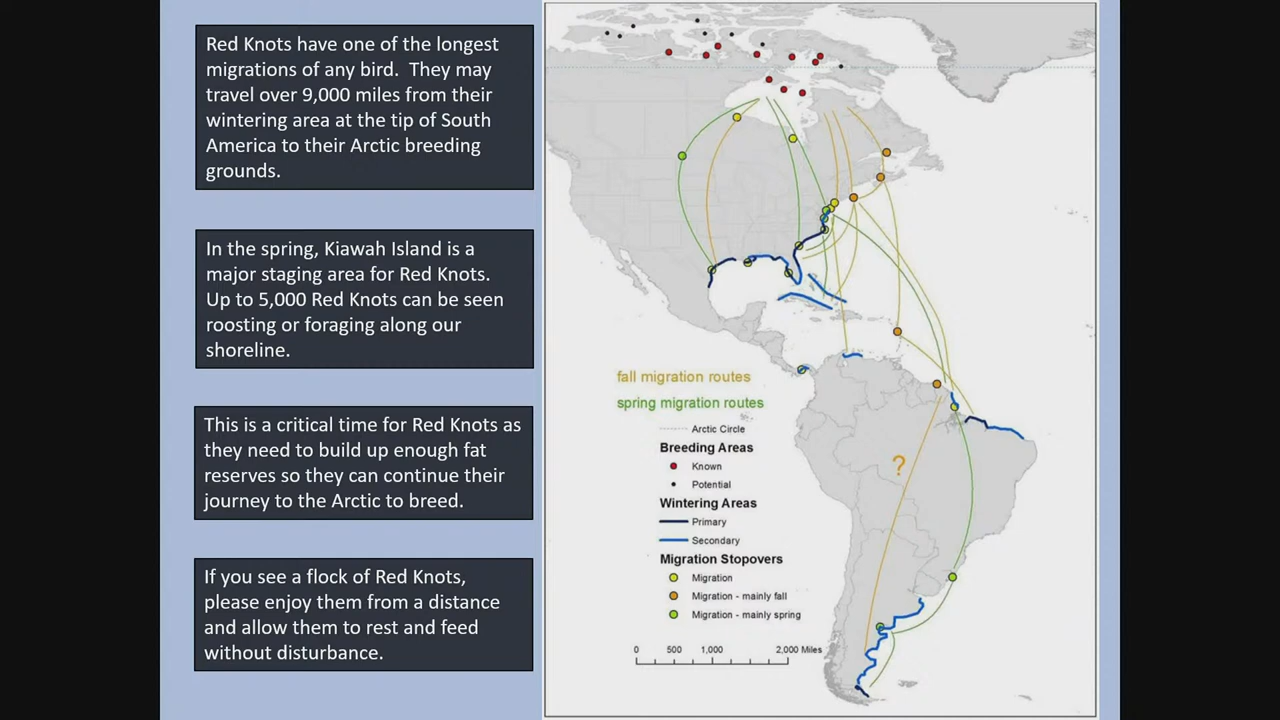 Red Knots have one of the longest
migrations of any bird. They may
travel over 9,000 miles from their
wintering area at the tip of South
America to their Arctic breeding
grounds.
In the spring, Kiawah Island is a
major staging area for Red Knots.
Up to 5,000 Red Knots can be seen
roosting or foraging along our
shoreline.
This is a critical time for Red Knots as
they need to build up enough fat
reserves so they can continue their
journey to the Arctic to breed.
If you see a flock of Red Knots,
please enjoy them from a distance
and allow them to rest and feed
without disturbance.
fall migration routes
spring migration routes
Arctic Circle
Breeding Areas
Known
Potential
Wintering Areas
Primary
Secondary
Migration Stopovers
Migration
Migration - mainly fall
Migration - mainly spring
0 500 1,000 2,000 Miles
?